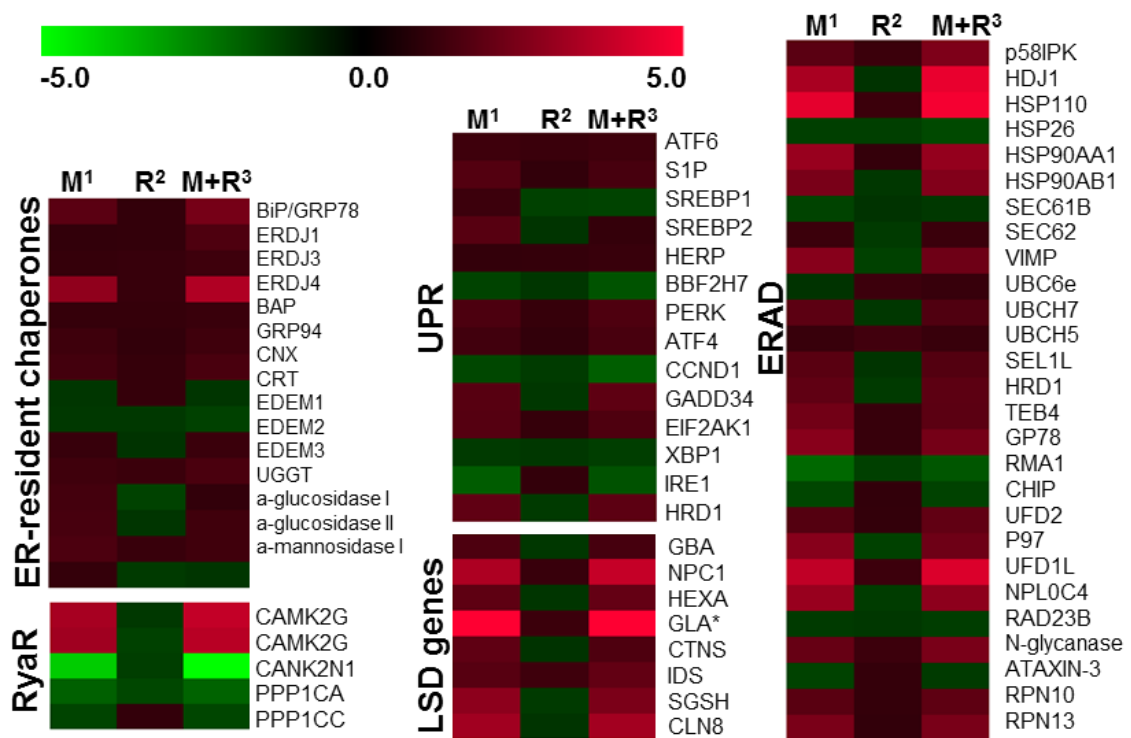 -5.0 0.0 5.0
ER-resident chaperones
M¹ R² M+R³
BiP/GRP78
ERDJ1
ERDJ3
ERDJ4
BAP
GRP94
CNX
CRT
EDEM1
EDEM2
EDEM3
UGGT
a-glucosidase I
a-glucosidase II
a-mannosidase I
RyaR
CAMK2G
CAMK2G
CANK2N1
PPP1CA
PPP1CC
UPR
M¹ R² M+R³
ATF6
S1P
SREBP1
SREBP2
HERP
BBF2H7
PERK
ATF4
CCND1
GADD34
EIF2AK1
XBP1
IRE1
HRD1
LSD genes
GBA
NPC1
HEXA
GLA*
CTNS
IDS
SGSH
CLN8
ERAD
M¹ R² M+R³
p58IPK
HDJ1
HSP110
HSP26
HSP90AA1
HSP90AB1
SEC61B
SEC62
VIMP
UBC6e
UBCH7
UBCH5
SEL1L
HRD1
TEB4
GP78
RMA1
CHIP
UFD2
P97
UFD1L
NPL0C4
RAD23B
N-glycanase
ATAXIN-3
RPN10
RPN13